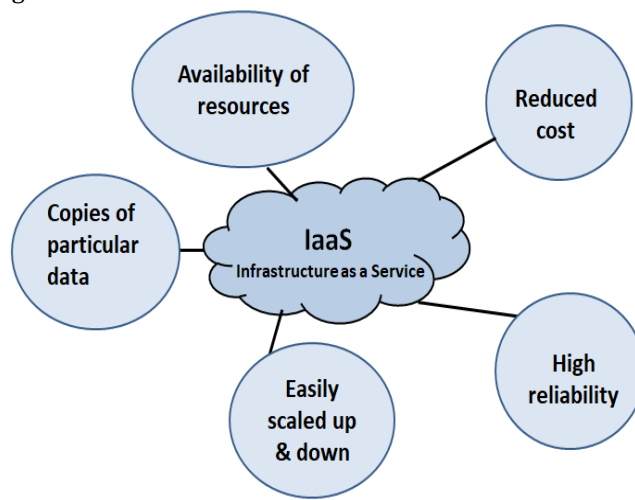 g
Availability of
resources
Reduced
cost
Copies of
particular
data
IaaS
Infrastructure as a Service
High
reliability
Easily
scaled up
& down